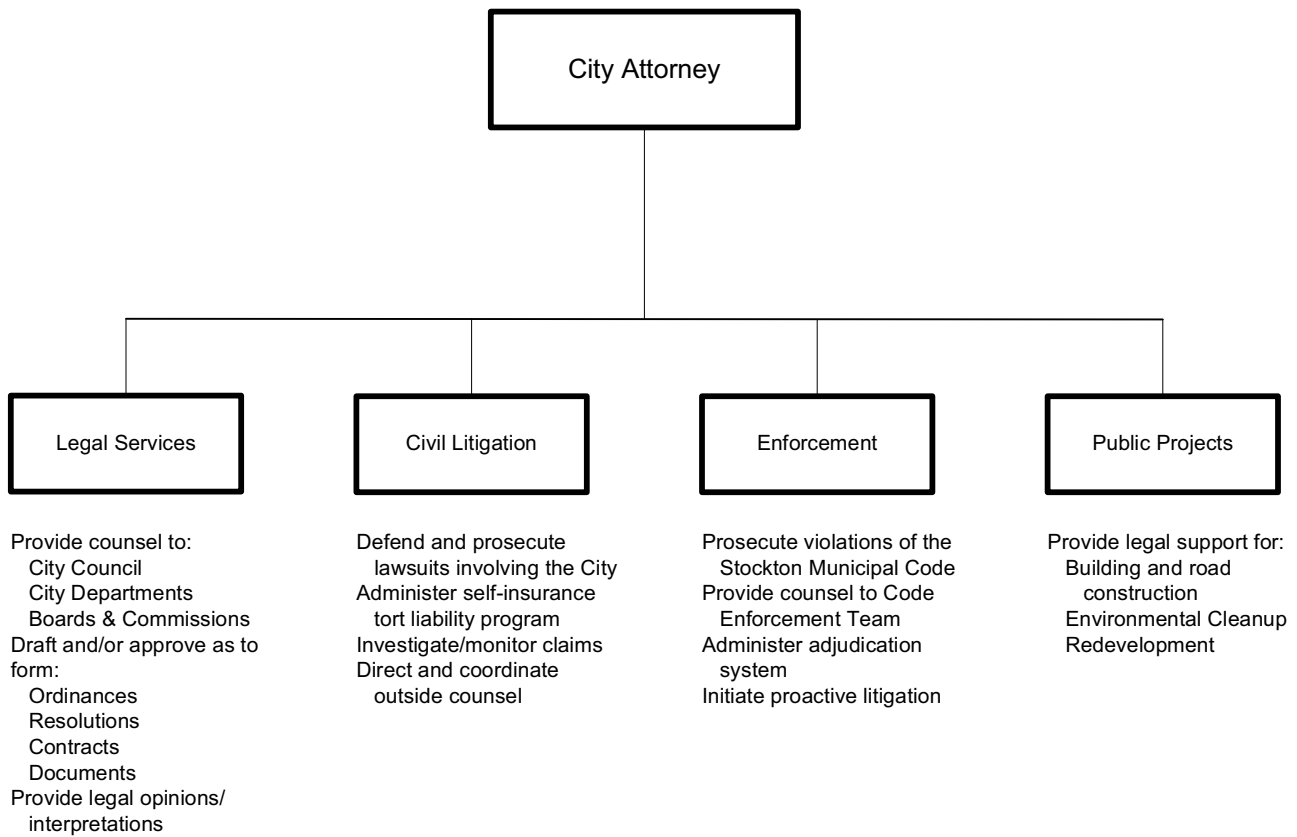 City Attorney
Legal Services
Civil Litigation
Enforcement
Public Projects
Provide counsel to:
City Council
City Departments
Boards & Commissions
Draft and/or approve as to
form:
Ordinances
Resolutions
Contracts
Documents
Provide legal opinions/
interpretations
Defend and prosecute
lawsuits involving the City
Administer self-insurance
tort liability program
Investigate/monitor claims
Direct and coordinate
outside counsel
Prosecute violations of the
Stockton Municipal Code
Provide counsel to Code
Enforcement Team
Administer adjudication
system
Initiate proactive litigation
Provide legal support for:
Building and road
construction
Environmental Cleanup
Redevelopment